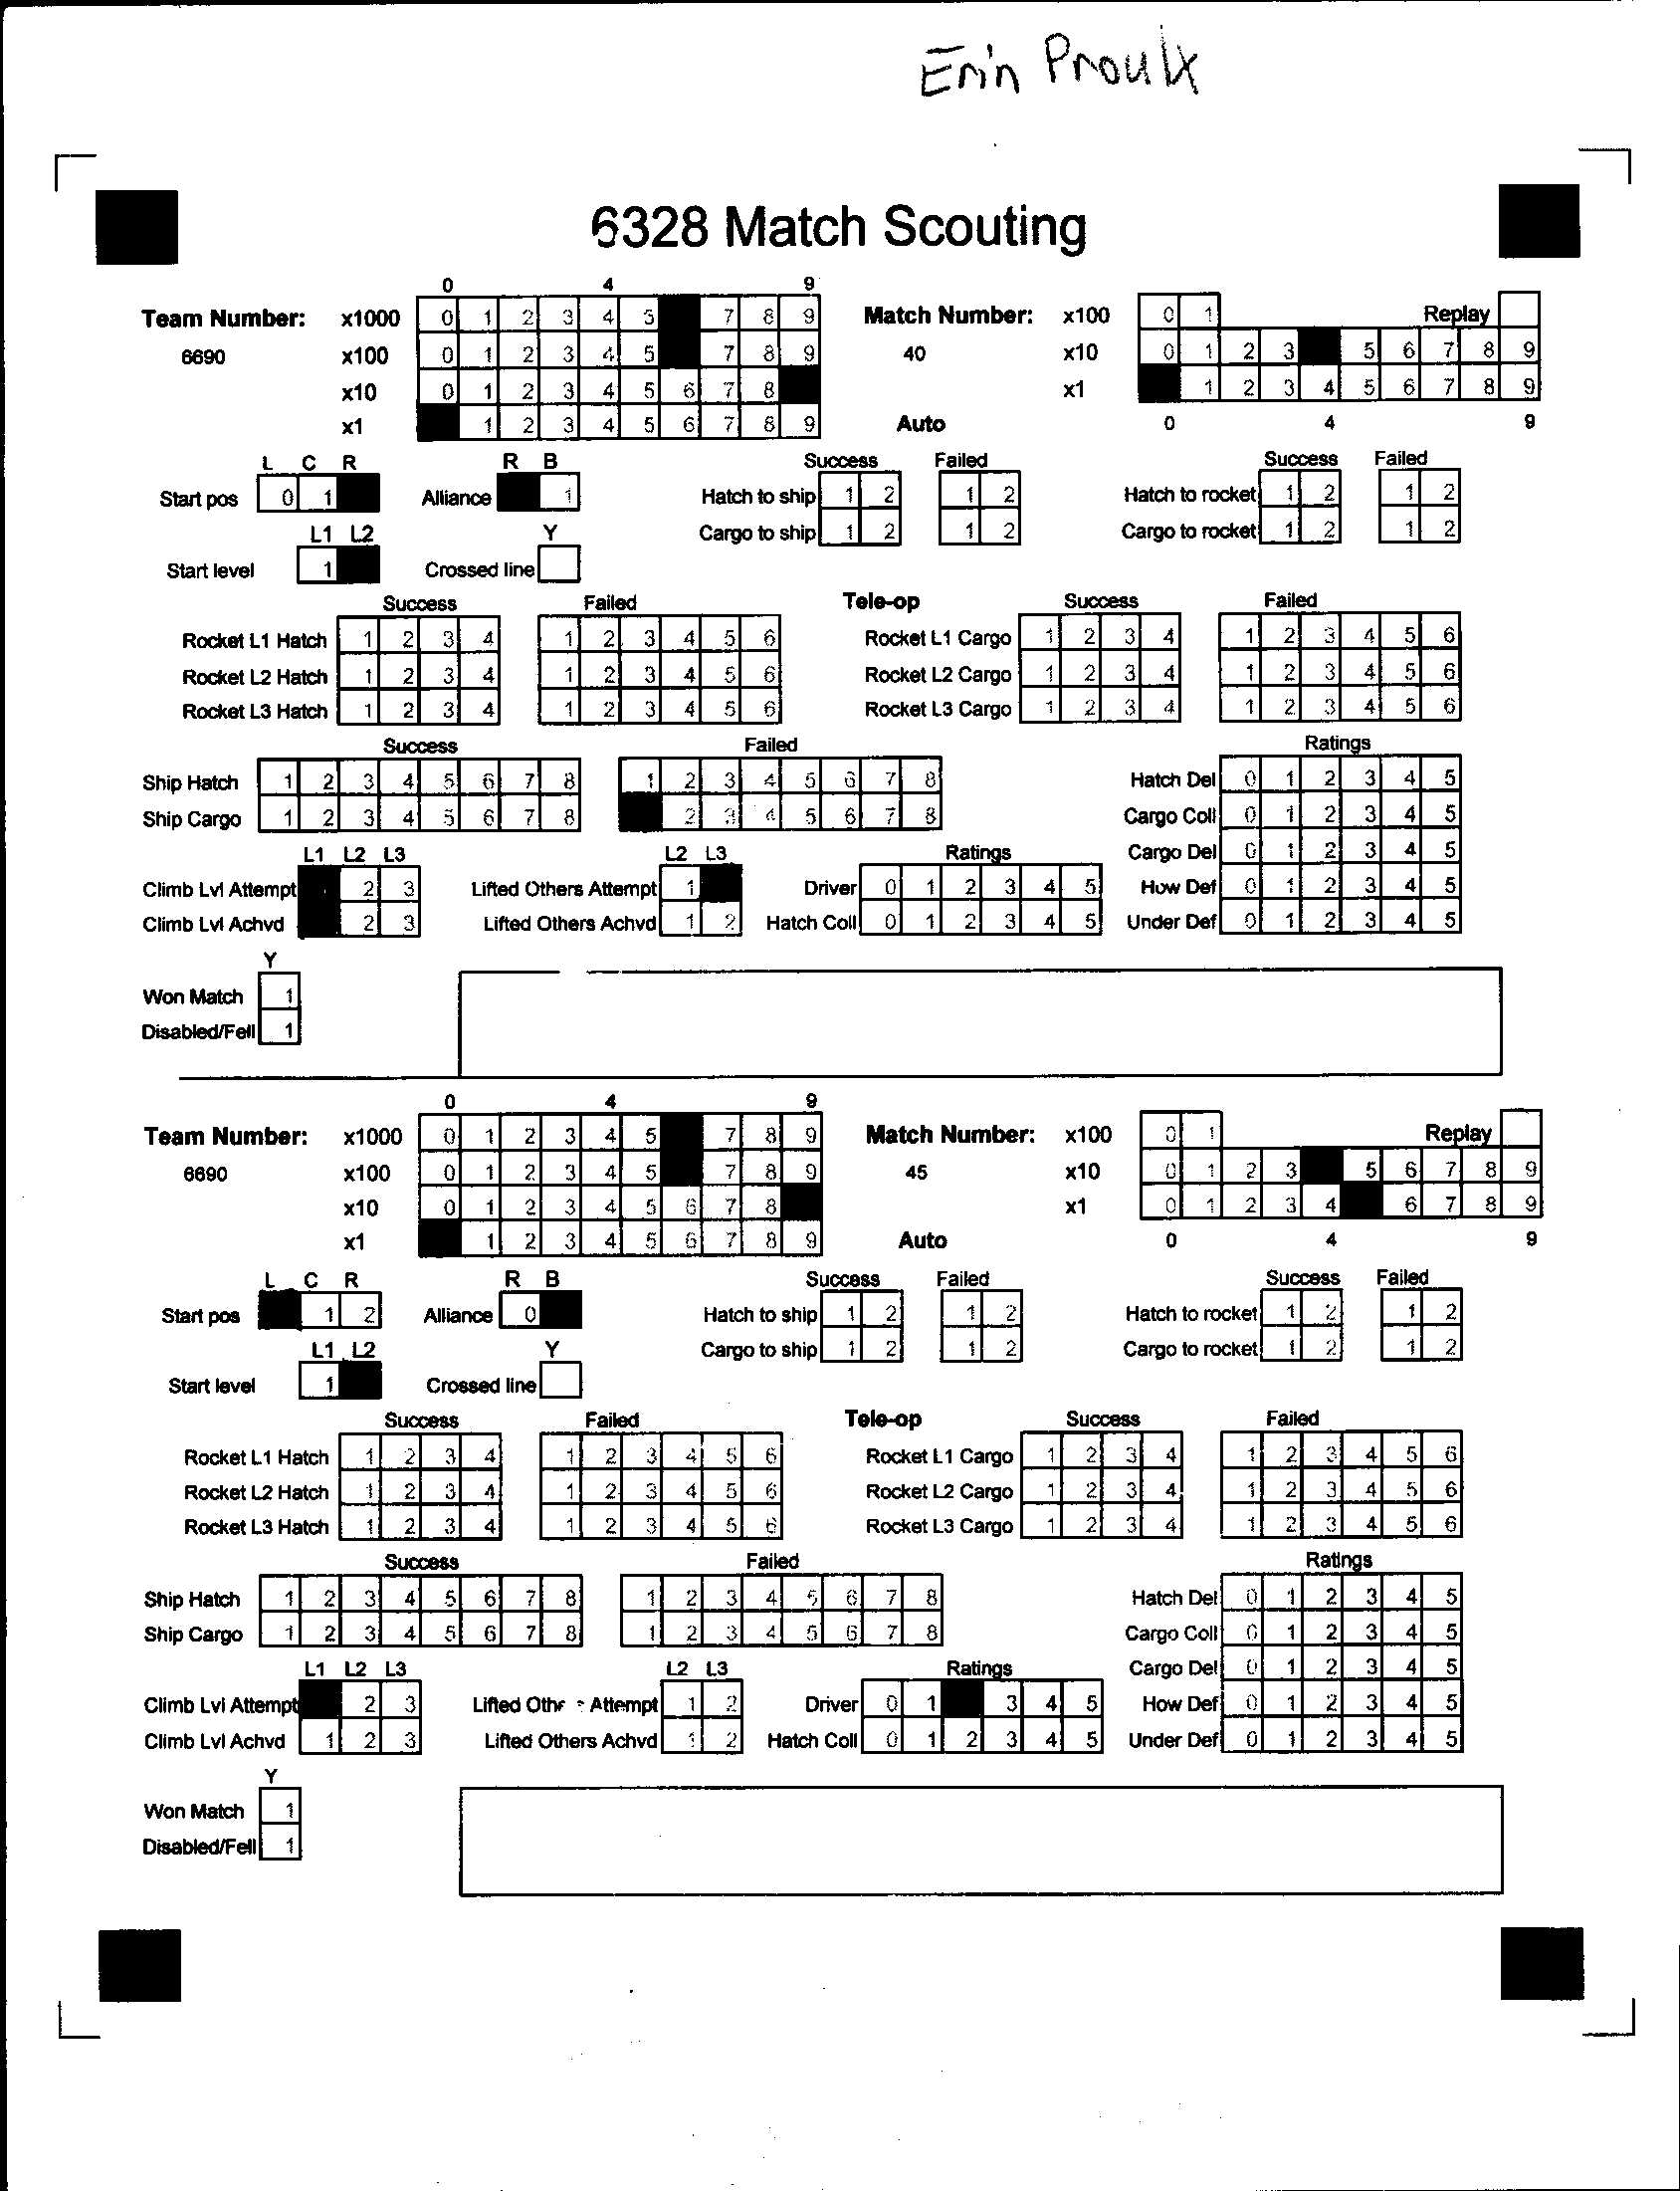 Erin Proulx
6328 Match Scouting
0 4 9
Team Number: x1000 0 1 2 3 4 5 7 8 9 Match Number: x100 0 1 Replay
6690 x100 0 1 2 3 4 5 7 8 9 40 x10 0 1 2 3 5 6 7 8 9
x10 0 1 2 3 4 5 6 7 8 x1 1 2 3 4 5 6 7 8 9
x1 1 2 3 4 5 6 7 8 9 Auto 0 4 9
L C R R B Success Failed Success Failed
Start pos 0 1 Alliance 1 Hatch to ship 1 2 1 2 Hatch to rocket 1 2 1 2
L1 L2 Y Cargo to ship 1 2 1 2 Cargo to rocket 1 2 1 2
Start level 1 Crossed line
Success Failed Tele-op Success Failed
Rocket L1 Hatch 1 2 3 4 1 2 3 4 5 6 Rocket L1 Cargo 1 2 3 4 1 2 3 4 5 6
Rocket L2 Hatch 1 2 3 4 1 2 3 4 5 6 Rocket L2 Cargo 1 2 3 4 1 2 3 4 5 6
Rocket L3 Hatch 1 2 3 4 1 2 3 4 5 6 Rocket L3 Cargo 1 2 3 4 1 2 3 4 5 6
Success Failed Ratings
Ship Hatch 1 2 3 4 5 6 7 8 1 2 3 4 5 6 7 8 Hatch Del 0 1 2 3 4 5
Ship Cargo 1 2 3 4 5 6 7 8 2 3 4 5 6 7 8 Cargo Coll 0 1 2 3 4 5
L1 L2 L3 L2 L3 Ratings Cargo Del 0 1 2 3 4 5
Climb Lvl Attempt 2 3 Lifted Others Attempt 1 Driver 0 1 2 3 4 5 How Def 0 1 2 3 4 5
Climb Lvl Achvd 2 3 Lifted Others Achvd 1 2 Hatch Coll 0 1 2 3 4 5 Under Def 0 1 2 3 4 5
Y
Won Match 1
Disabled/Fell 1
0 4 9
Team Number: x1000 0 1 2 3 4 5 7 8 9 Match Number: x100 0 1 Replay
6690 x100 0 1 2 3 4 5 7 8 9 45 x10 0 1 2 3 5 6 7 8 9
x10 0 1 2 3 4 5 6 7 8 x1 0 1 2 3 4 6 7 8 9
x1 1 2 3 4 5 6 7 8 9 Auto 0 4 9
L C R R B Success Failed Success Failed
Start pos 1 2 Alliance 0 Hatch to ship 1 2 1 2 Hatch to rocket 1 2 1 2
L1 L2 Y Cargo to ship 1 2 1 2 Cargo to rocket 1 2 1 2
Start level 1 Crossed line
Success Failed Tele-op Success Failed
Rocket L1 Hatch 1 2 3 4 1 2 3 4 5 6 Rocket L1 Cargo 1 2 3 4 1 2 3 4 5 6
Rocket L2 Hatch 1 2 3 4 1 2 3 4 5 6 Rocket L2 Cargo 1 2 3 4 1 2 3 4 5 6
Rocket L3 Hatch 1 2 3 4 1 2 3 4 5 6 Rocket L3 Cargo 1 2 3 4 1 2 3 4 5 6
Success Failed Ratings
Ship Hatch 1 2 3 4 5 6 7 8 1 2 3 4 5 6 7 8 Hatch Del 0 1 2 3 4 5
Ship Cargo 1 2 3 4 5 6 7 8 1 2 3 4 5 6 7 8 Cargo Coll 0 1 2 3 4 5
L1 L2 L3 L2 L3 Ratings Cargo Del 0 1 2 3 4 5
Climb Lvl Attempt 2 3 Lifted Attempt 1 2 Driver 0 1 3 4 5 How Def 0 1 2 3 4 5
Climb Lvl Achvd 1 2 3 Lifted Others Achvd 1 2 Hatch Coll 0 1 2 3 4 5 Under Def 0 1 2 3 4 5
Y
Won Match 1
Disabled/Fell 1